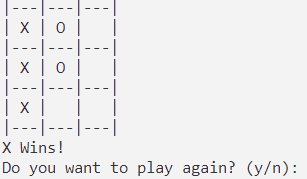 |---|---|---|
| X | O |   |
|---|---|---|
| X | O |   |
|---|---|---|
| X |   |   |
|---|---|---|
X Wins!
Do you want to play again? (y/n):